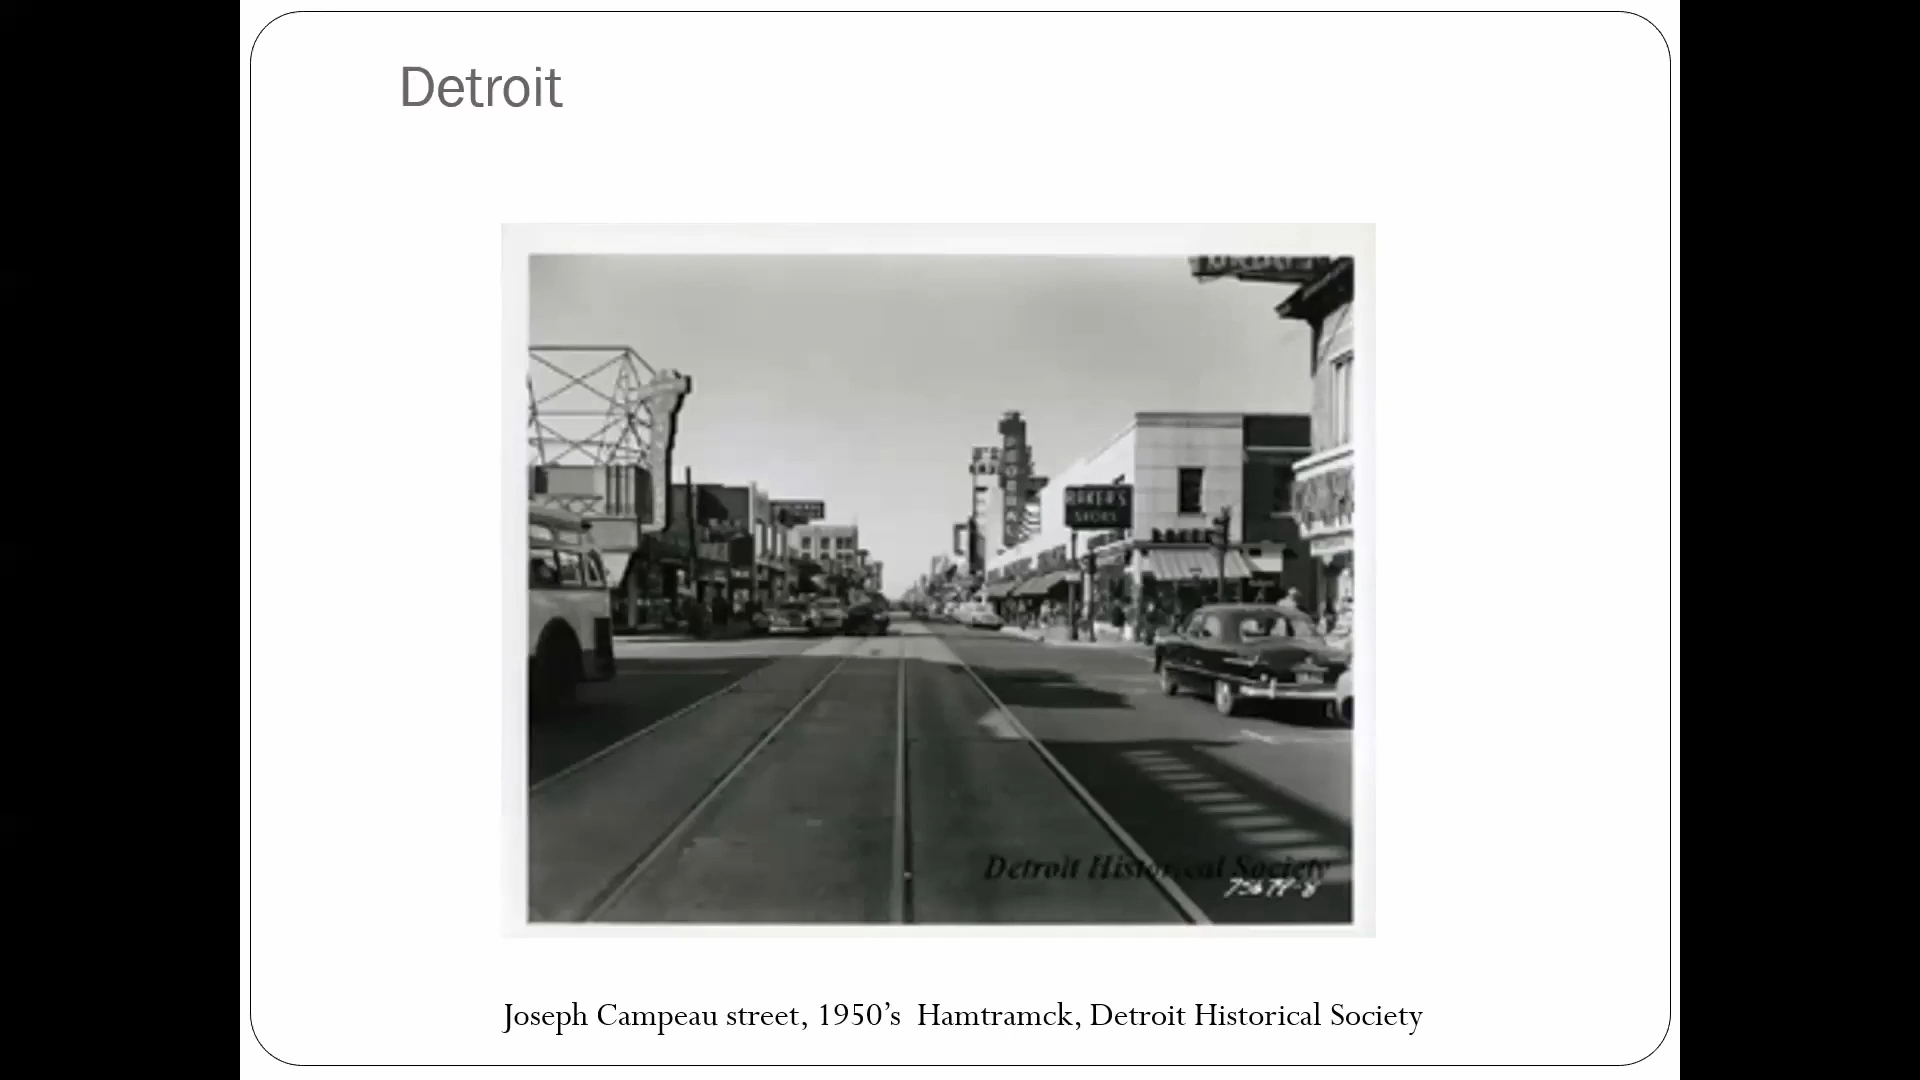 Detroit
BAKER'S
SHOES
Detroit Historical Society
Joseph Campeau street, 1950's  Hamtramck, Detroit Historical Society